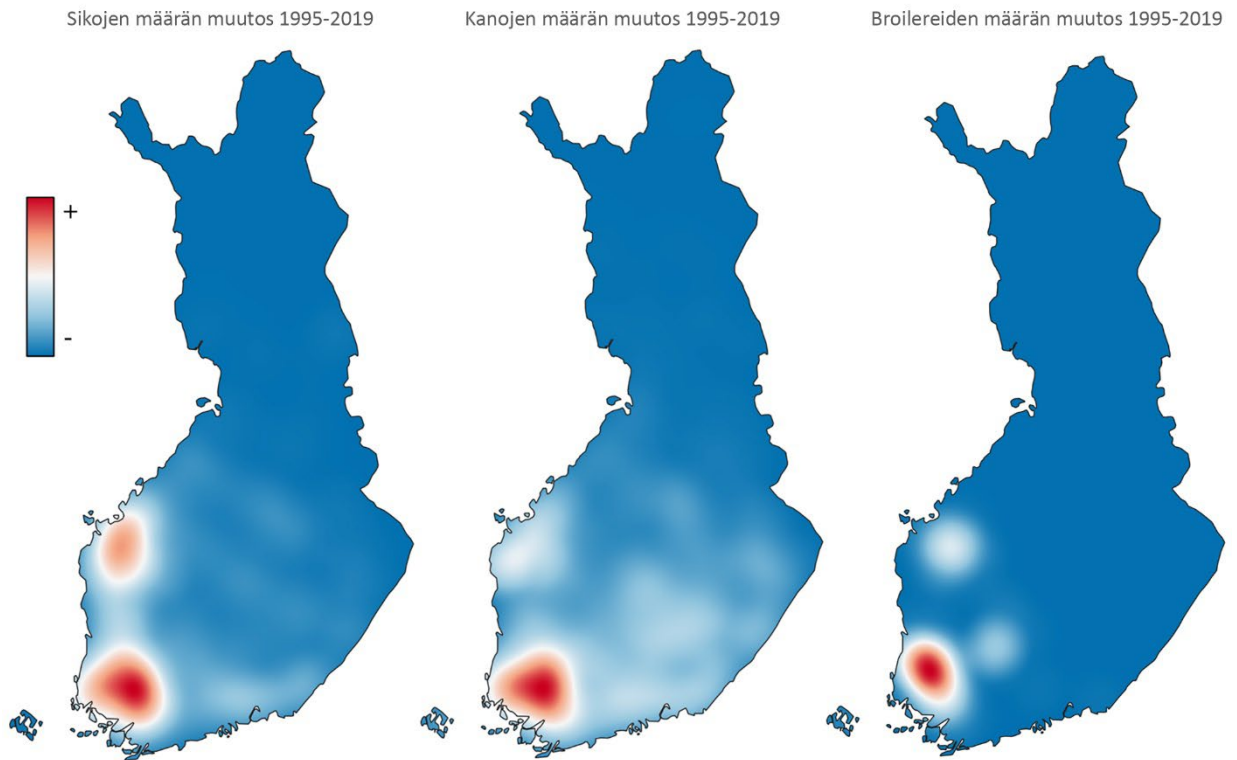 Sikojen määrän muutos 1995-2019
Kanojen määrän muutos 1995-2019
Broilereiden määrän muutos 1995-2019
+
-